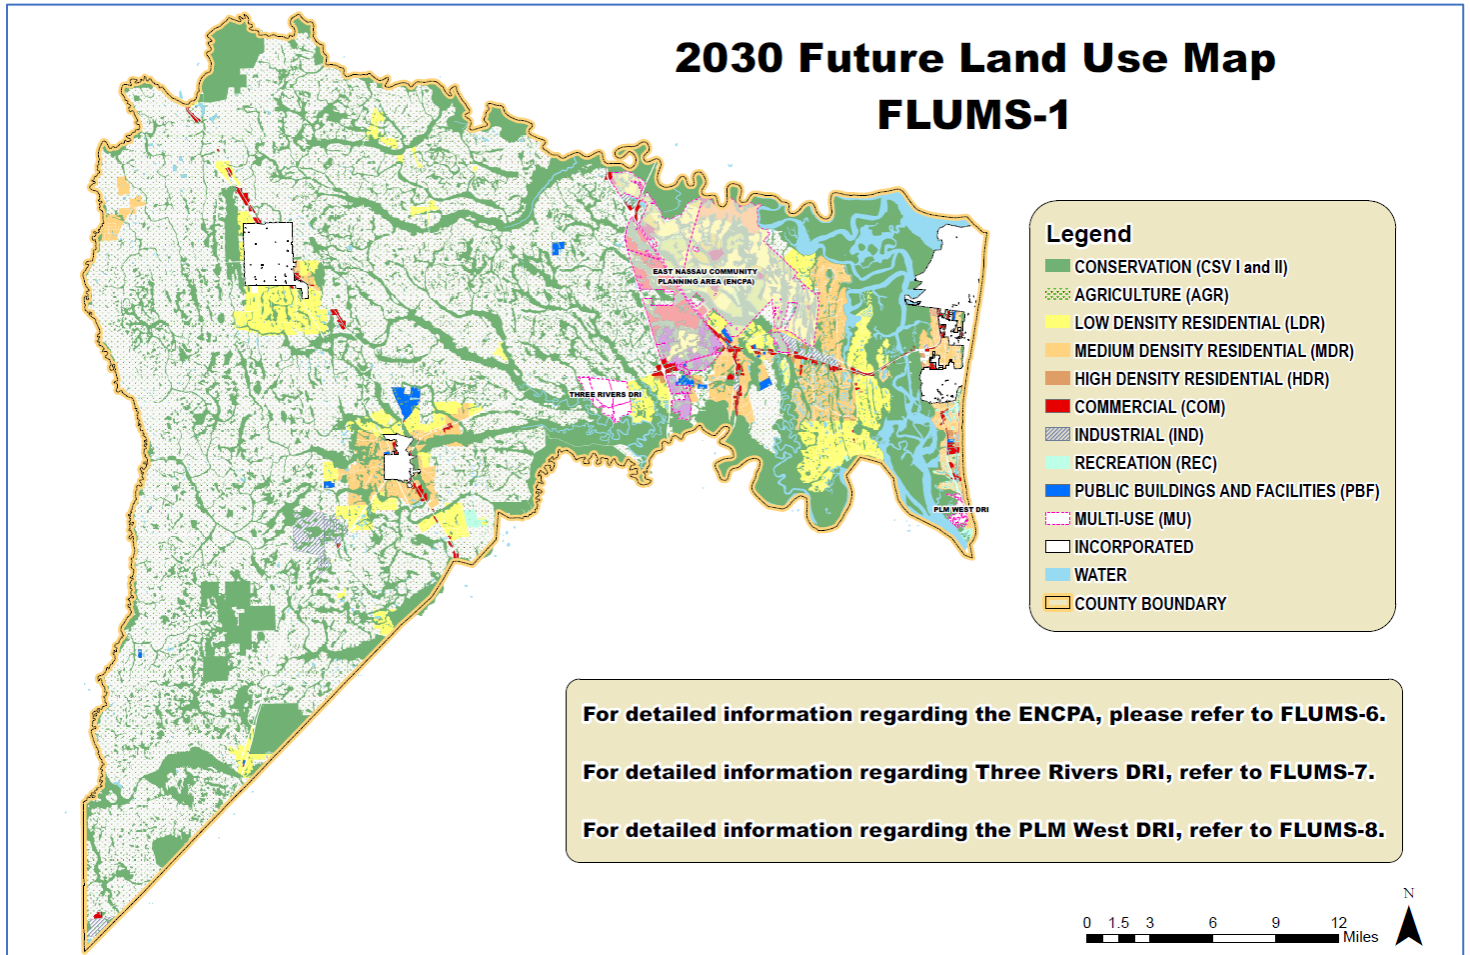 2030 Future Land Use Map
FLUMS-1
EAST NASSAU COMMUNITY
PLANNING AREA (ENCPA)
THREE RIVERS DRI
PLM WEST DRI
Legend
CONSERVATION (CSV I and II)
AGRICULTURE (AGR)
LOW DENSITY RESIDENTIAL (LDR)
MEDIUM DENSITY RESIDENTIAL (MDR)
HIGH DENSITY RESIDENTIAL (HDR)
COMMERCIAL (COM)
INDUSTRIAL (IND)
RECREATION (REC)
PUBLIC BUILDINGS AND FACILITIES (PBF)
MULTI-USE (MU)
INCORPORATED
WATER
COUNTY BOUNDARY
For detailed information regarding the ENCPA, please refer to FLUMS-6.
For detailed information regarding Three Rivers DRI, refer to FLUMS-7.
For detailed information regarding the PLM West DRI, refer to FLUMS-8.
N
0 1.5 3 6 9 12
Miles